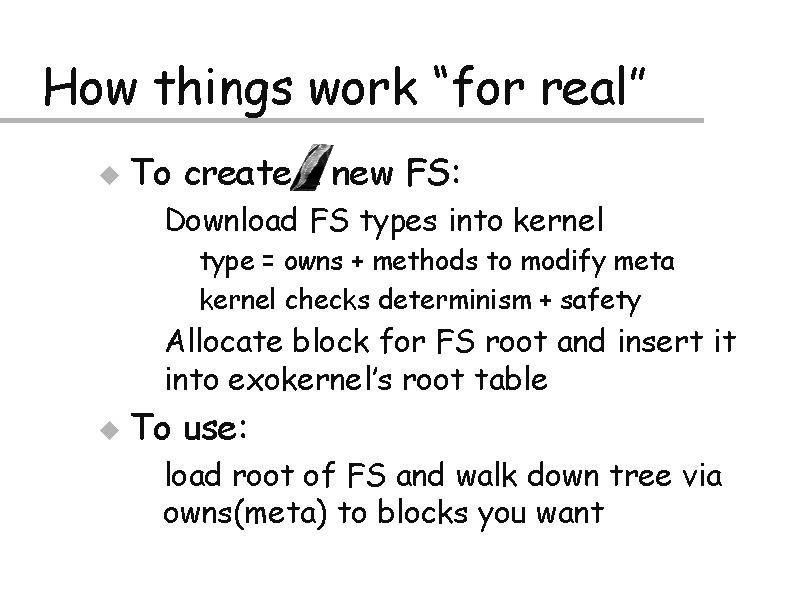 How things work “for real”
To create new FS:
Download FS types into kernel
type = owns + methods to modify meta
kernel checks determinism + safety
Allocate block for FS root and insert it
into exokernel’s root table
To use:
load root of FS and walk down tree via
owns(meta) to blocks you want